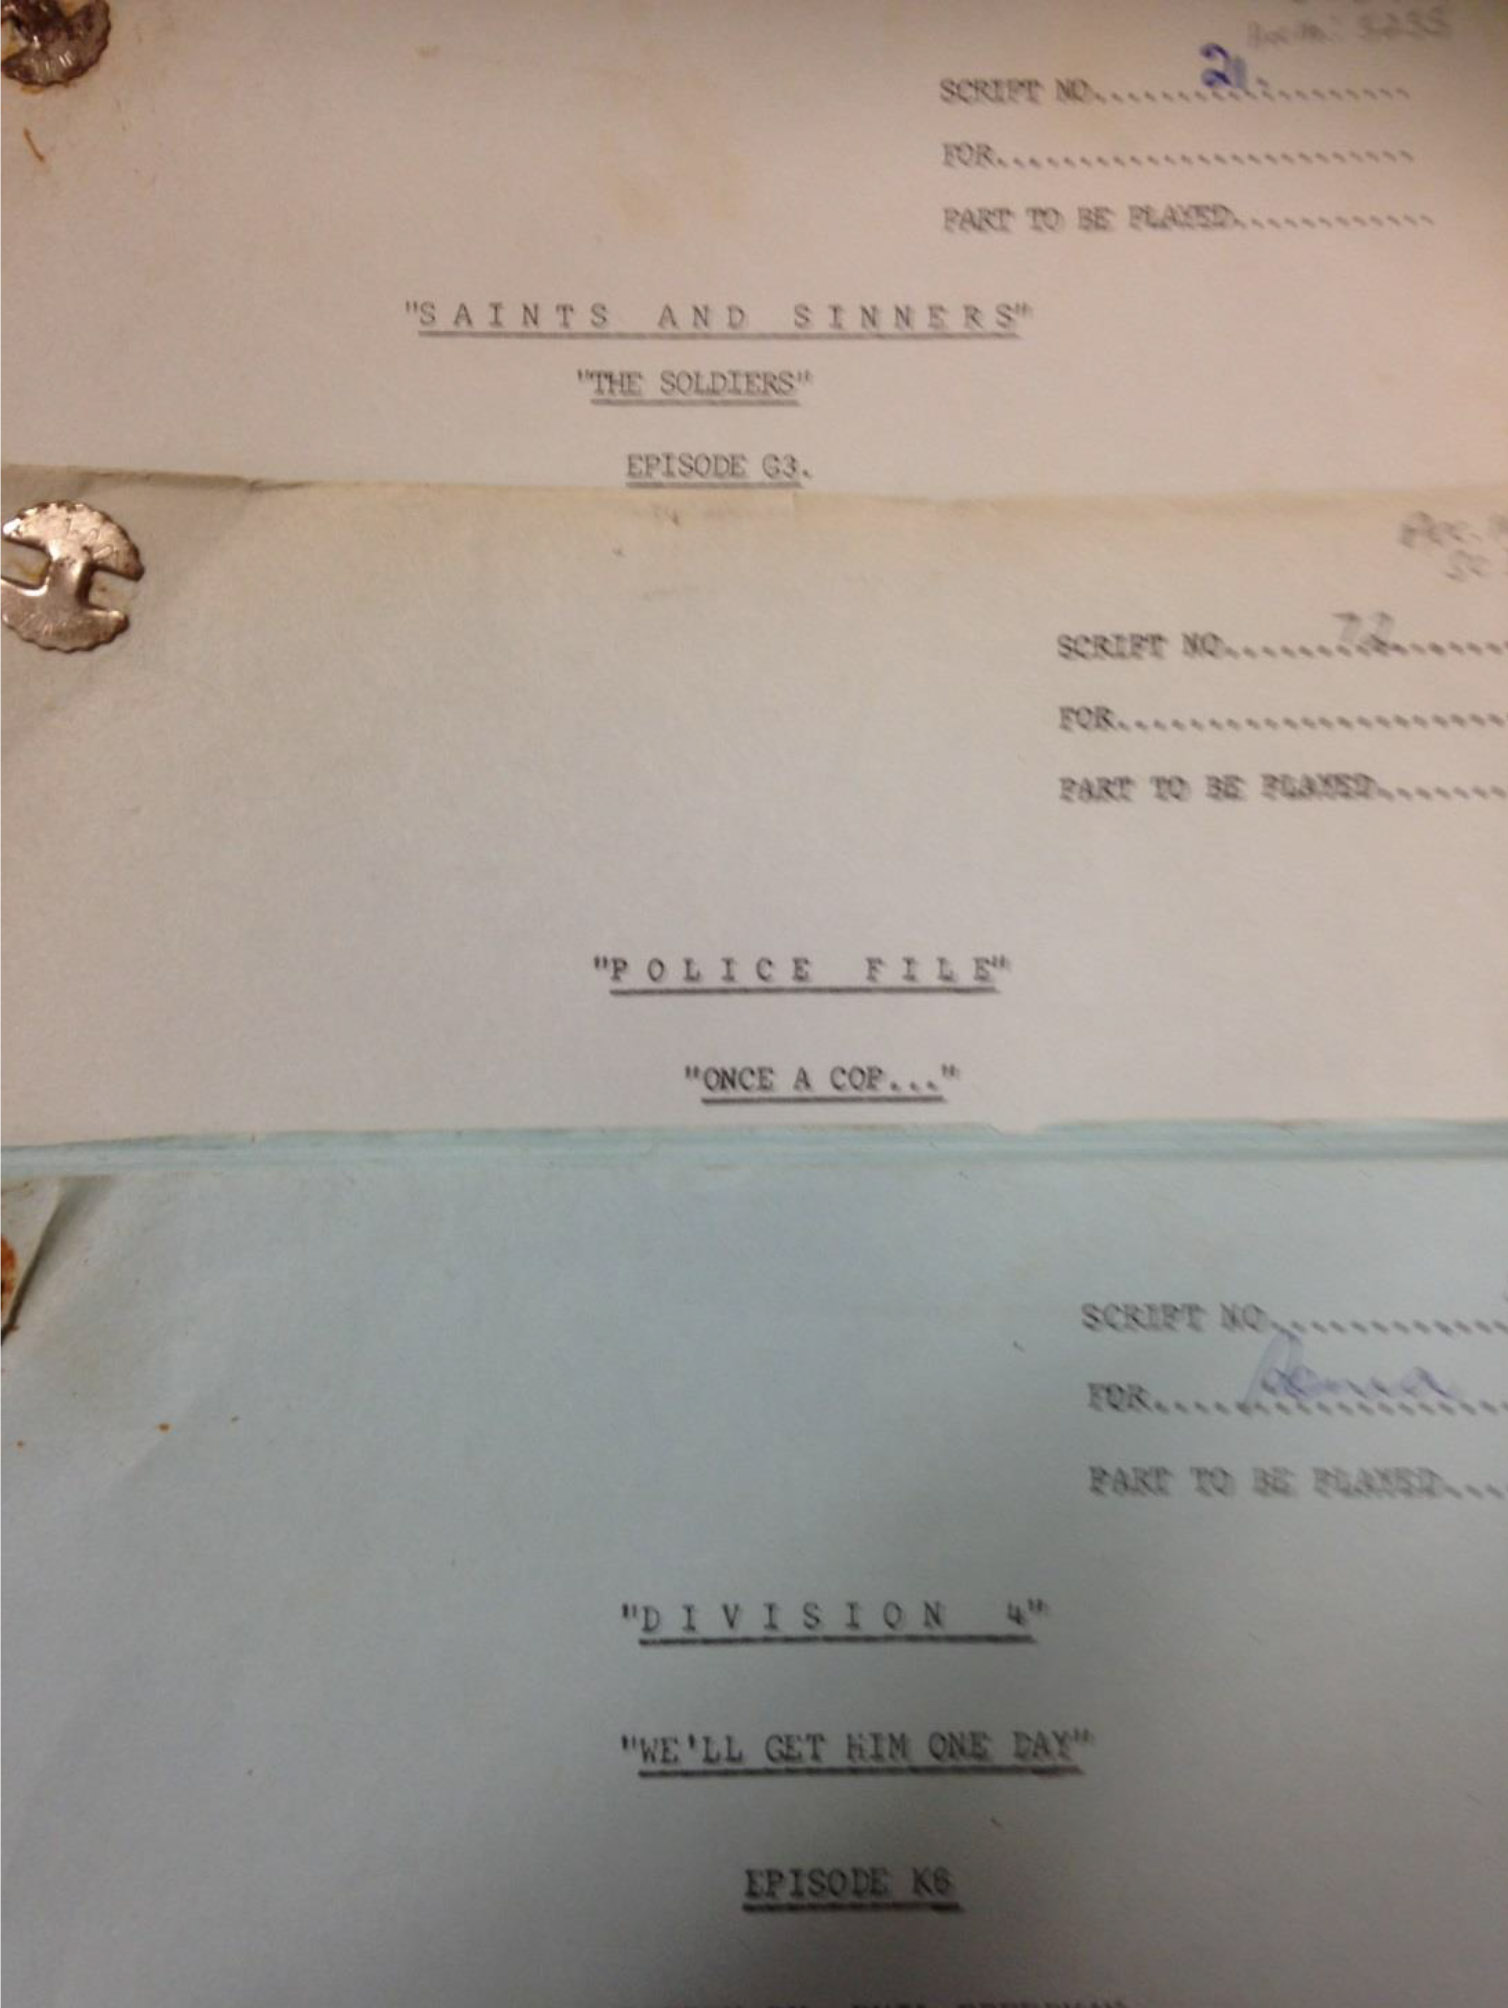 SCRIPT NO......21......
FOR..........................
PART TO BE PLAYED.............
"SAINTS AND SINNERS"
"THE SOLDIERS"
EPISODE G3.
SCRIPT NO.......72........
FOR.........................
PART TO BE PLAYED........
"POLICE FILE"
"ONCE A COP..."
SCRIPT NO..............
FOR....................
PART TO BE PLAYED....
"DIVISION 4"
"WE'LL GET HIM ONE DAY"
EPISODE K6